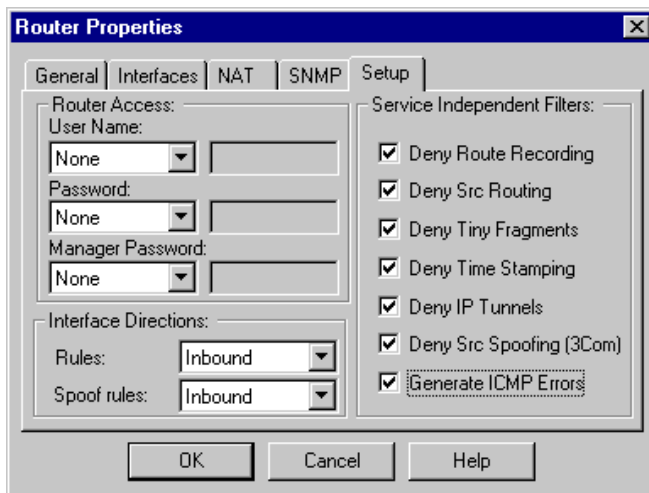 Router Properties
General Interfaces NAT SNMP Setup
Router Access:
User Name:
None
Password:
None
Manager Password:
None
Interface Directions:
Rules: Inbound
Spoof rules: Inbound
Service Independent Filters:
Deny Route Recording
Deny Src Routing
Deny Tiny Fragments
Deny Time Stamping
Deny IP Tunnels
Deny Src Spoofing (3Com)
Generate ICMP Errors
OK Cancel Help